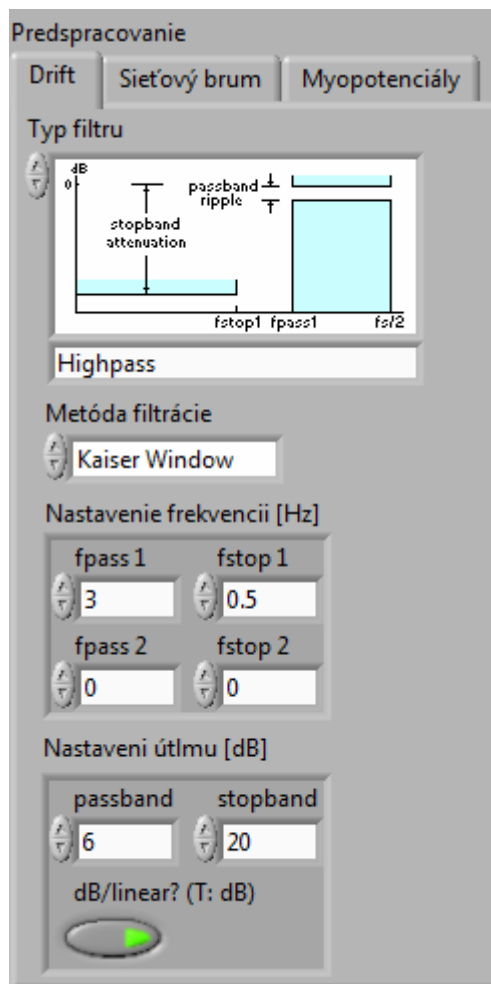 Predspracovanie
Drift Sieťový brum Myopotenciály
Typ filtru
dB
0
passband
ripple
stopband
attenuation
fstop1 fpass1 fs/2
Highpass
Metóda filtrácie
Kaiser Window
Nastavenie frekvencii [Hz]
fpass 1 fstop 1
3 0.5
fpass 2 fstop 2
0 0
Nastaveni útlmu [dB]
passband stopband
6 20
dB/linear? (T: dB)